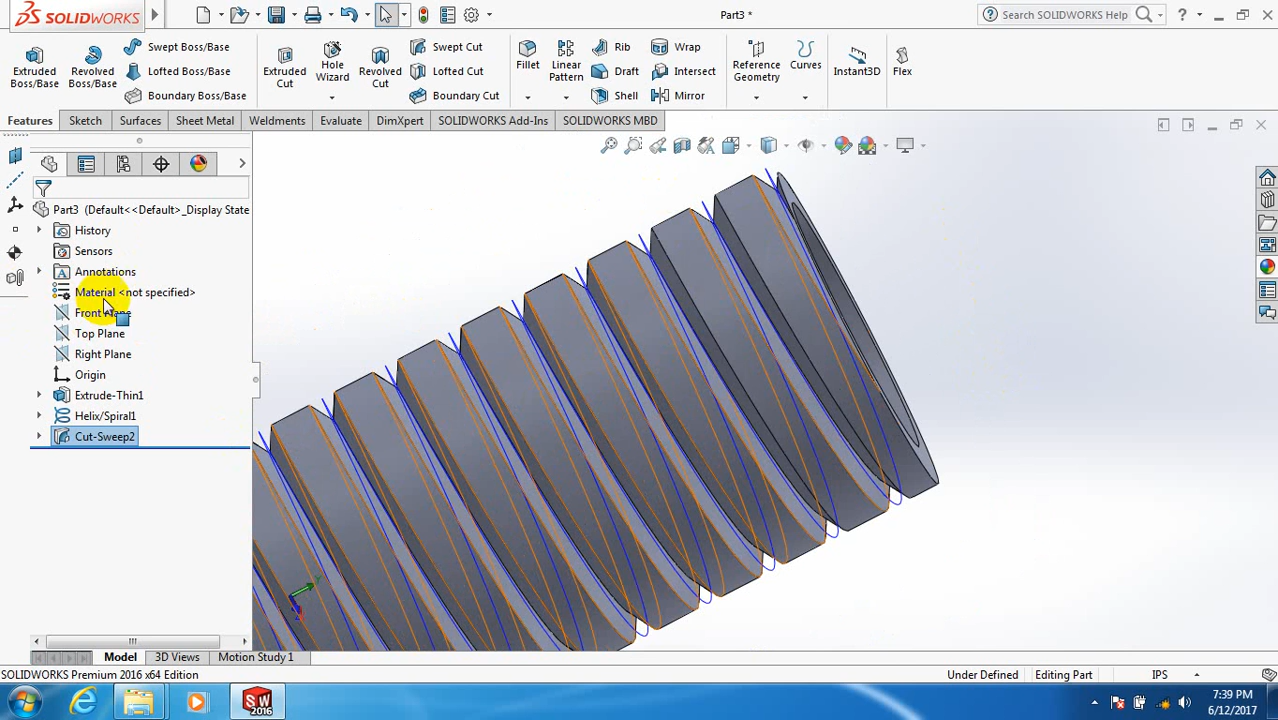 SOLIDWORKS
Part3 *
Search SOLIDWORKS Help
Extruded Boss/Base
Revolved Boss/Base
Swept Boss/Base
Lofted Boss/Base
Boundary Boss/Base
Extruded Cut
Hole Wizard
Revolved Cut
Swept Cut
Lofted Cut
Boundary Cut
Fillet
Linear Pattern
Rib
Draft
Shell
Wrap
Intersect
Mirror
Reference Geometry
Curves
Instant3D
Flex
Features
Sketch
Surfaces
Sheet Metal
Weldments
Evaluate
DimXpert
SOLIDWORKS Add-Ins
SOLIDWORKS MBD
Part3 (Default<<Default>_Display State
History
Sensors
Annotations
Material <not specified>
Front Plane
Top Plane
Right Plane
Origin
Extrude-Thin1
Helix/Spiral1
Cut-Sweep2
Model
3D Views
Motion Study 1
SOLIDWORKS Premium 2016 x64 Edition
Under Defined
Editing Part
IPS
SW
2016
7:39 PM
6/12/2017